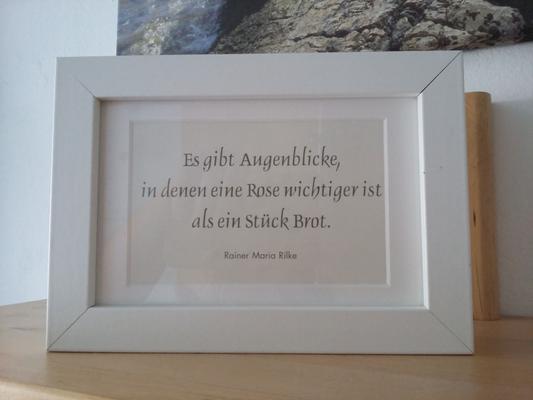 Es gibt Augenblicke,
in denen eine Rose wichtiger ist
als ein Stück Brot.
Rainer Maria Rilke